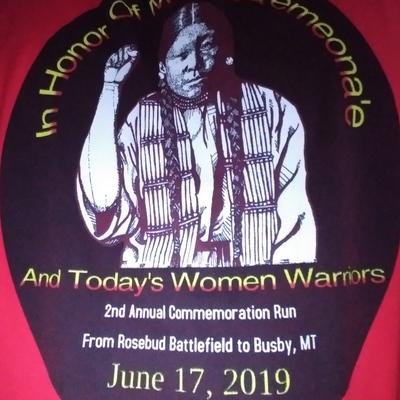 In Honor Of
And Today's Women Warriors
2nd Annual Commemoration Run
From Rosebud Battlefield to Busby, MT
June 17, 2019